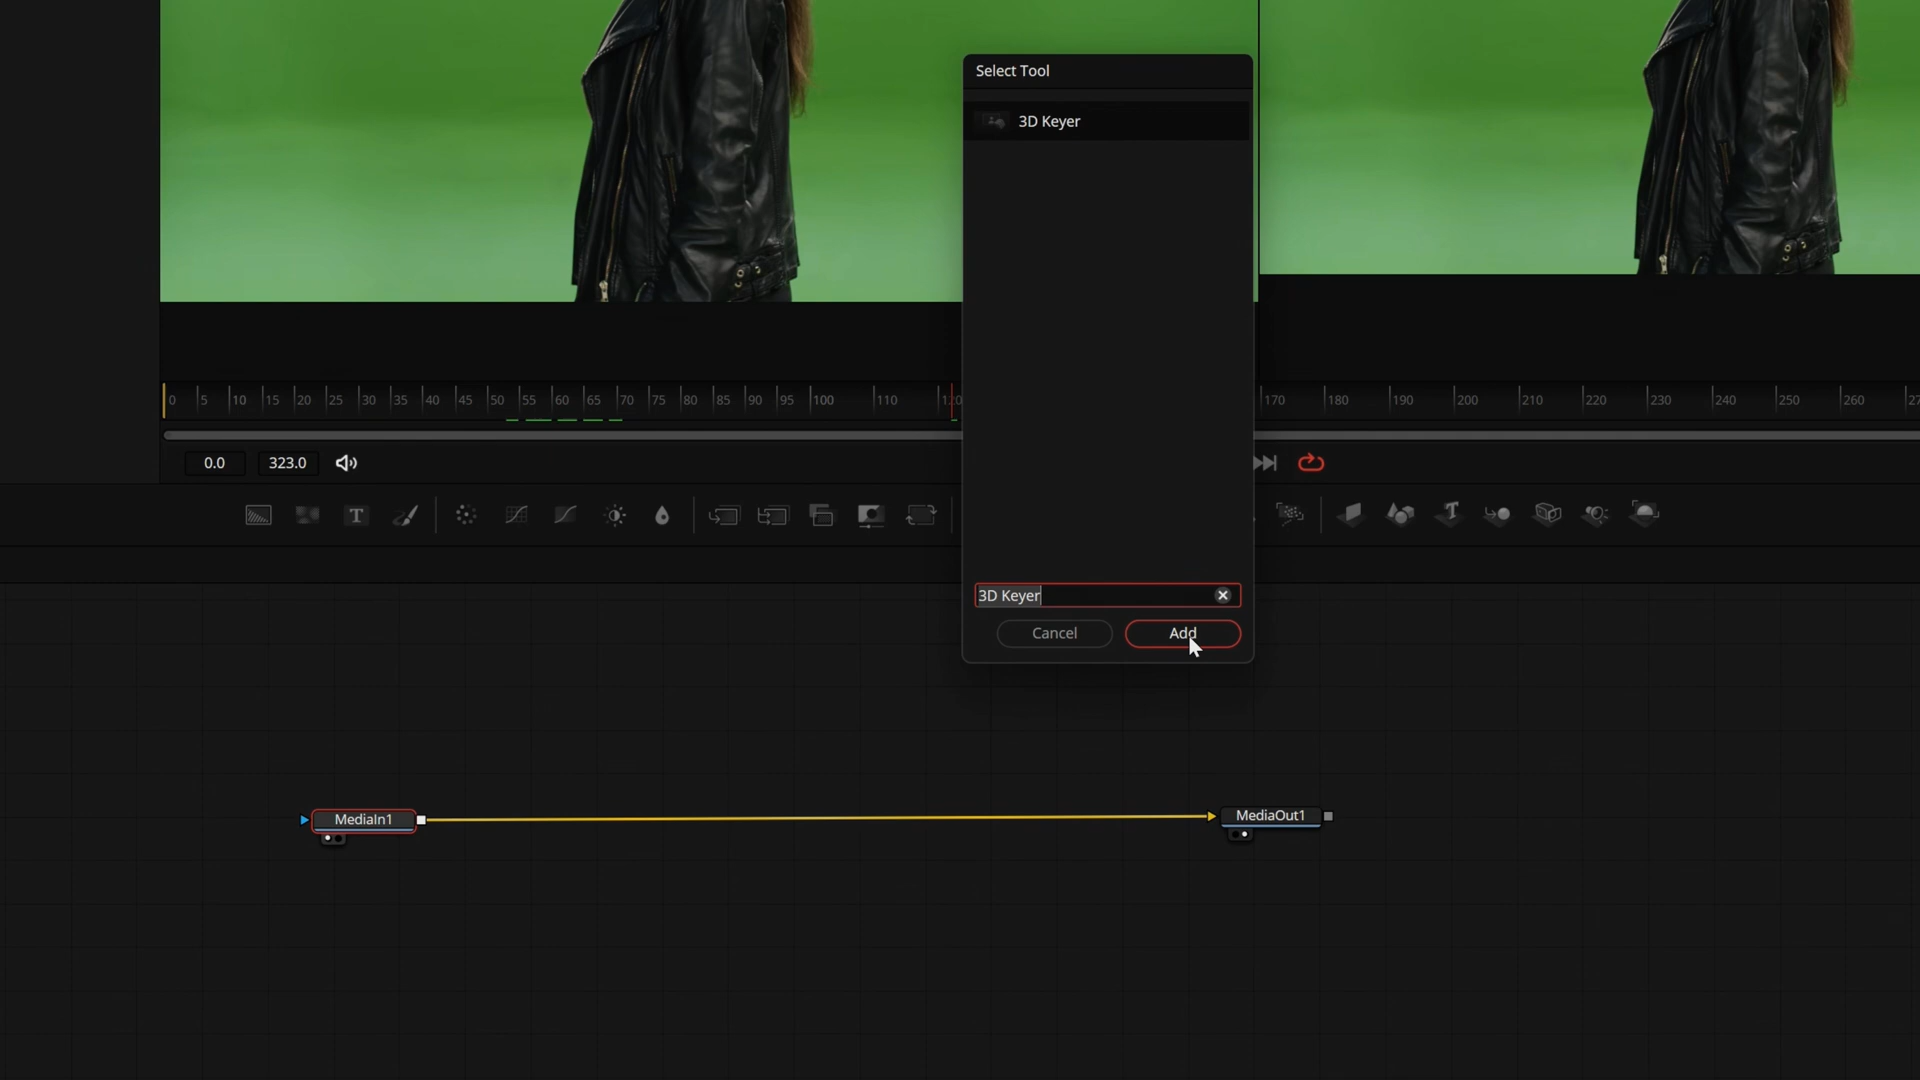 Select Tool
3D Keyer
0 5 10 15 20 25 30 35 40 45 50 55 60 65 70 75 80 85 90 95 100 110 170 180 190 200 210 220 230 240 250 260
0.0 323.0
T
3D Keyer
Cancel Add
MediaIn1 MediaOut1